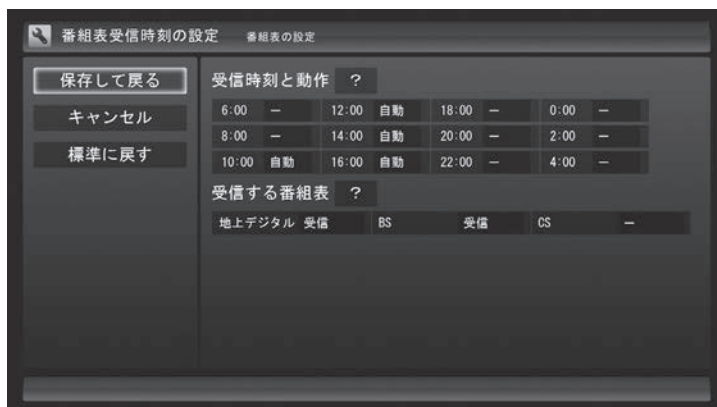 番組表受信時刻の設定 番組表の設定
保存して戻る
キャンセル
標準に戻す
受信時刻と動作 ?
6:00 － 12:00 自動 18:00 － 0:00 －
8:00 － 14:00 自動 20:00 － 2:00 －
10:00 自動 16:00 自動 22:00 － 4:00 －
受信する番組表 ?
地上デジタル 受信 BS 受信 CS －